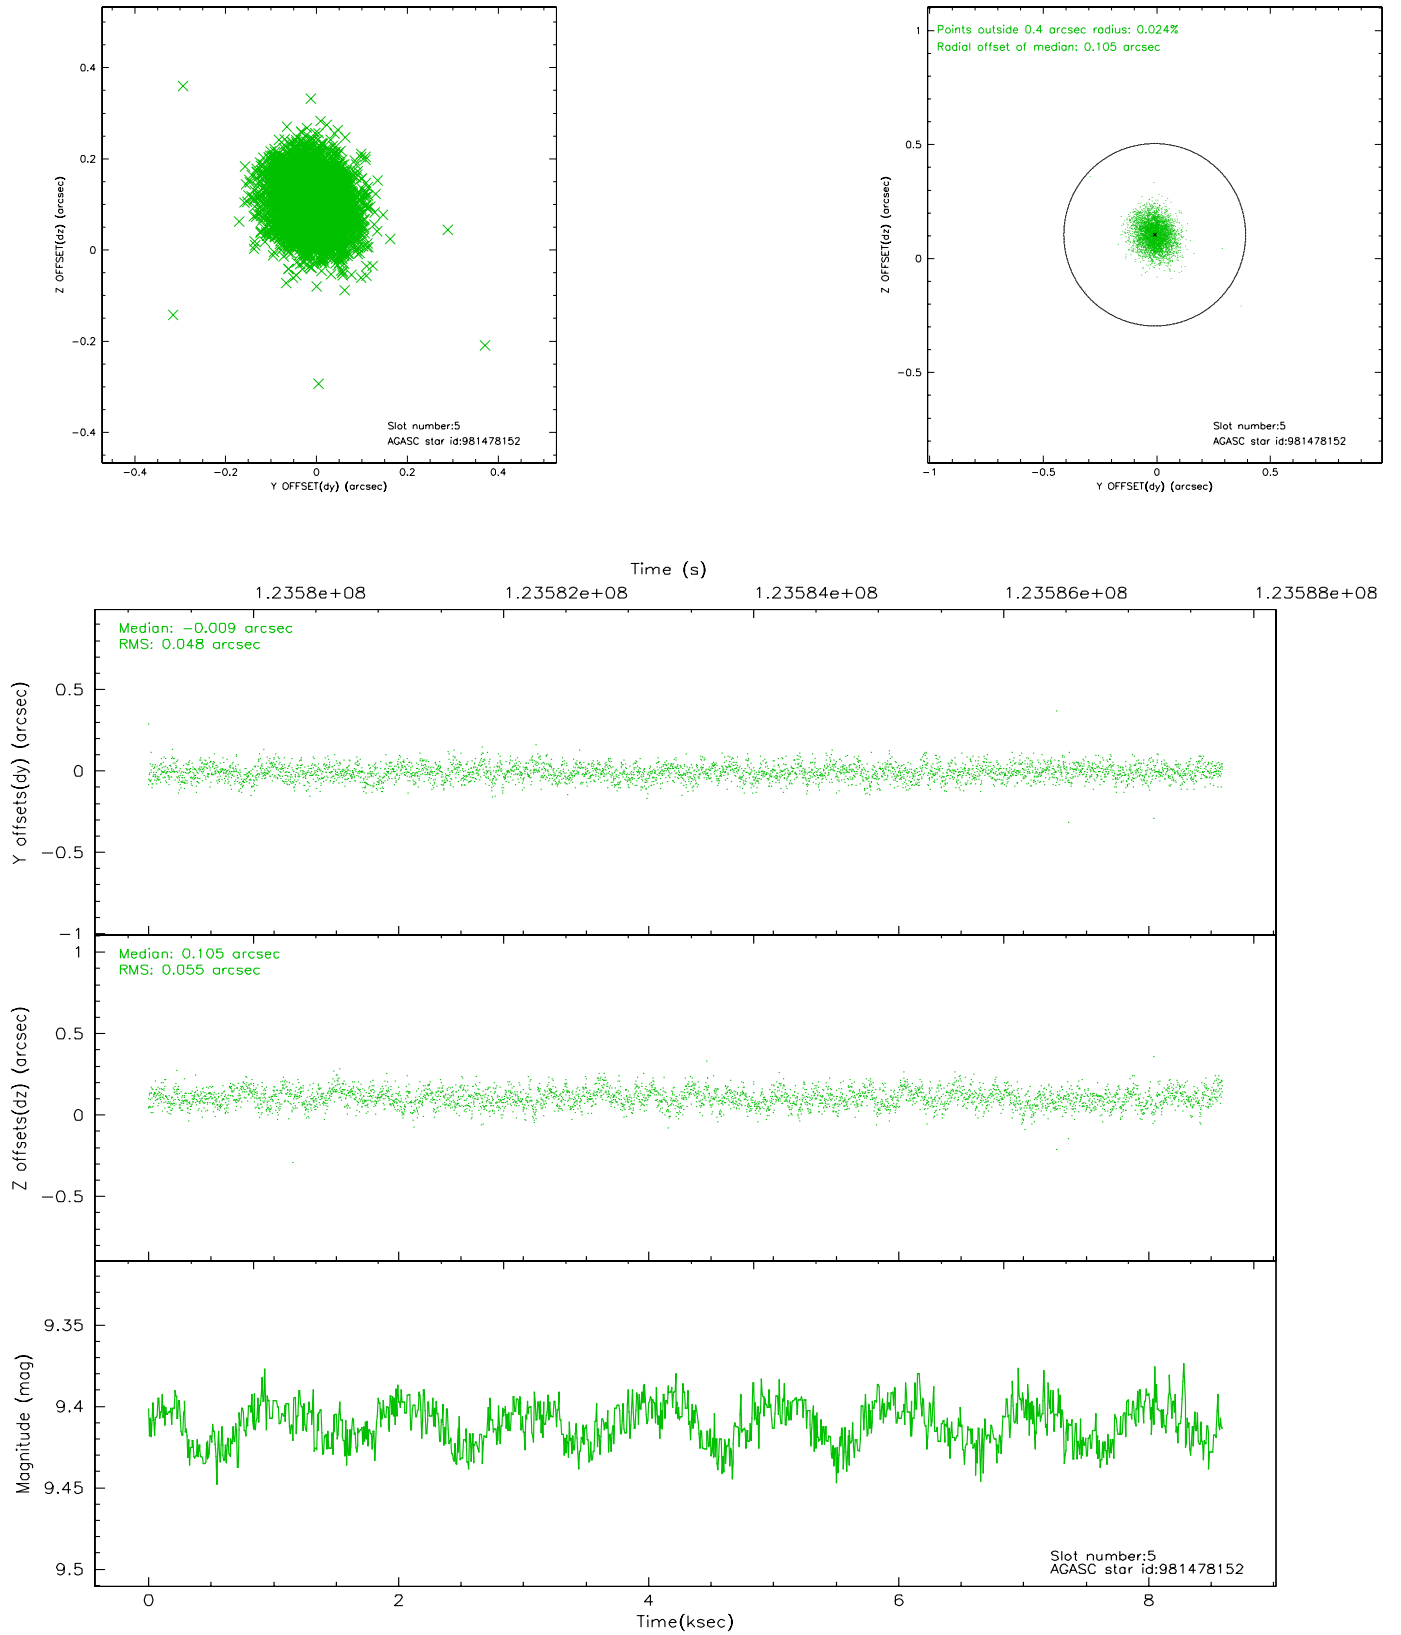 0.4
0.2
0
−0.2
−0.4
Z OFFSET(dz) (arcsec)
Slot number:5
AGASC star id:981478152
−0.4
−0.2
0
0.2
0.4
Y OFFSET(dy) (arcsec)
Points outside 0.4 arcsec radius: 0.024%
Radial offset of median: 0.105 arcsec
1
0.5
0
−0.5
Z OFFSET(dz) (arcsec)
Slot number:5
AGASC star id:981478152
−1
−0.5
0
0.5
Y OFFSET(dy) (arcsec)
Time (s)
1.2358e+08
1.23582e+08
1.23584e+08
1.23586e+08
1.23588e+08
Median: −0.009 arcsec
RMS: 0.048 arcsec
0.5
0
−0.5
−1
Y offsets(dy) (arcsec)
Median: 0.105 arcsec
RMS: 0.055 arcsec
1
0.5
0
−0.5
Z offsets(dz) (arcsec)
9.35
9.4
9.45
9.5
Magnitude (mag)
Slot number:5
AGASC star id:981478152
0
2
4
6
8
Time(ksec)